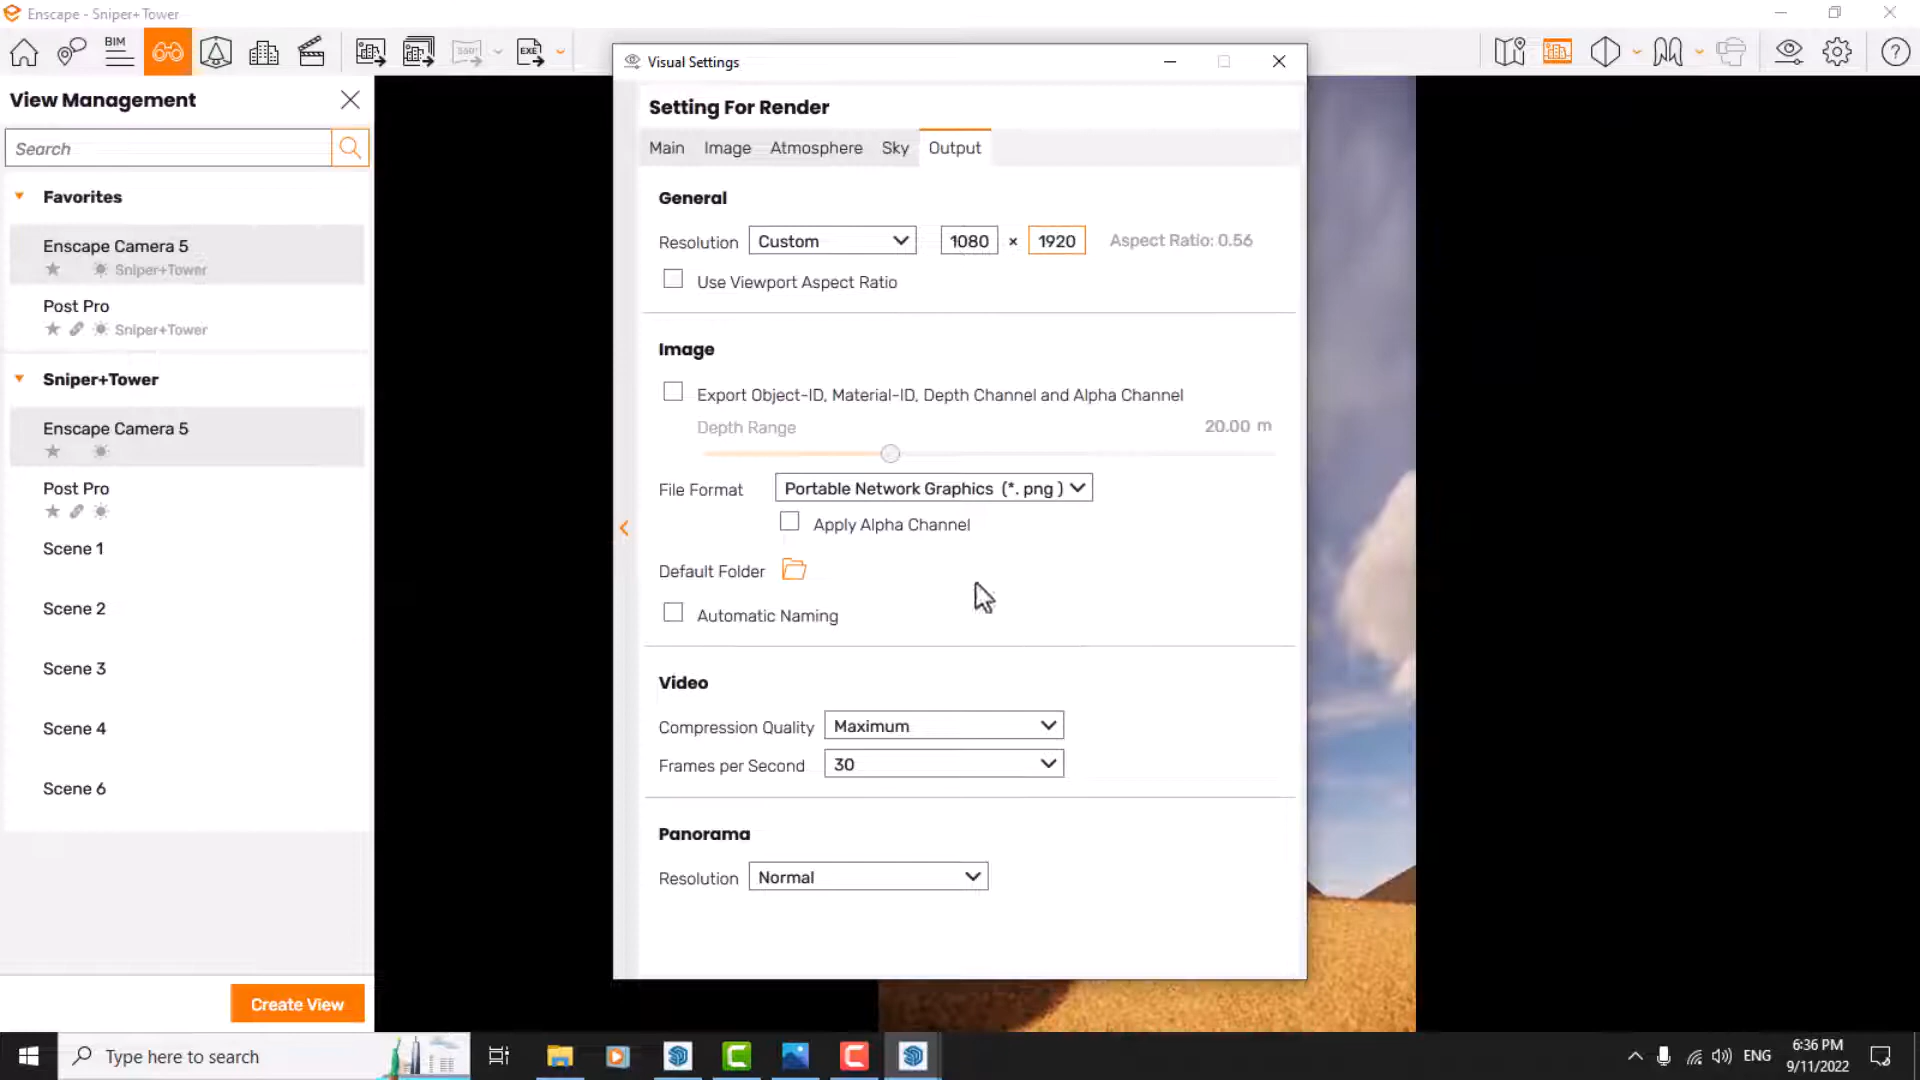 Enscape - Sniper+Tower
BIM
360°
EXE
View Management
Search
Favorites
Enscape Camera 5
Sniper+Tower
Post Pro
Sniper+Tower
Sniper+Tower
Enscape Camera 5
Post Pro
Scene 1
Scene 2
Scene 3
Scene 4
Scene 5
Create View
Visual Settings
Setting For Render
Main Image Atmosphere Sky Output
General
Resolution Custom 1080 × 1920 Aspect Ratio: 0.56
Use Viewport Aspect Ratio
Image
Export Object-ID, Material-ID, Depth Channel and Alpha Channel
Depth Range 20.00 m
File Format Portable Network Graphics (*. png )
Apply Alpha Channel
Default Folder
Automatic Naming
Video
Compression Quality Maximum
Frames per Second 30
Panorama
Resolution Normal
Type here to search
ENG
6:36 PM
9/11/2022